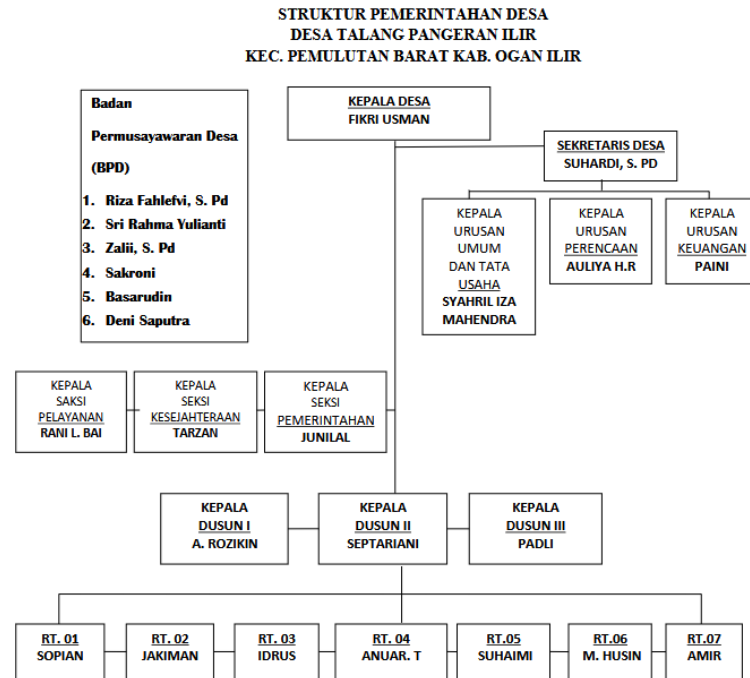 STRUKTUR PEMERINTAHAN DESA
DESA TALANG PANGERAN ILIR
KEC. PEMULUTAN BARAT KAB. OGAN ILIR
Badan
Permusayawaran Desa
(BPD)
1. Riza Fahlefvi, S. Pd
2. Sri Rahma Yulianti
3. Zalii, S. Pd
4. Sakroni
5. Basarudin
6. Deni Saputra
KEPALA DESA
FIKRI USMAN
SEKRETARIS DESA
SUHARDI, S. PD
KEPALA
URUSAN
UMUM
DAN TATA
USAHA
SYAHRIL IZA
MAHENDRA
KEPALA
URUSAN
PERENCAAN
AULIYA H.R
KEPALA
URUSAN
KEUANGAN
PAINI
KEPALA
SAKSI
PELAYANAN
RANI L. BAI
KEPALA
SEKSI
KESEJAHTERAAN
TARZAN
KEPALA
SEKSI
PEMERINTAHAN
JUNILAL
KEPALA
DUSUN I
A. ROZIKIN
KEPALA
DUSUN II
SEPTARIANI
KEPALA
DUSUN III
PADLI
RT. 01
SOPIAN
RT. 02
JAKIMAN
RT. 03
IDRUS
RT. 04
ANUAR. T
RT.05
SUHAIMI
RT.06
M. HUSIN
RT.07
AMIR